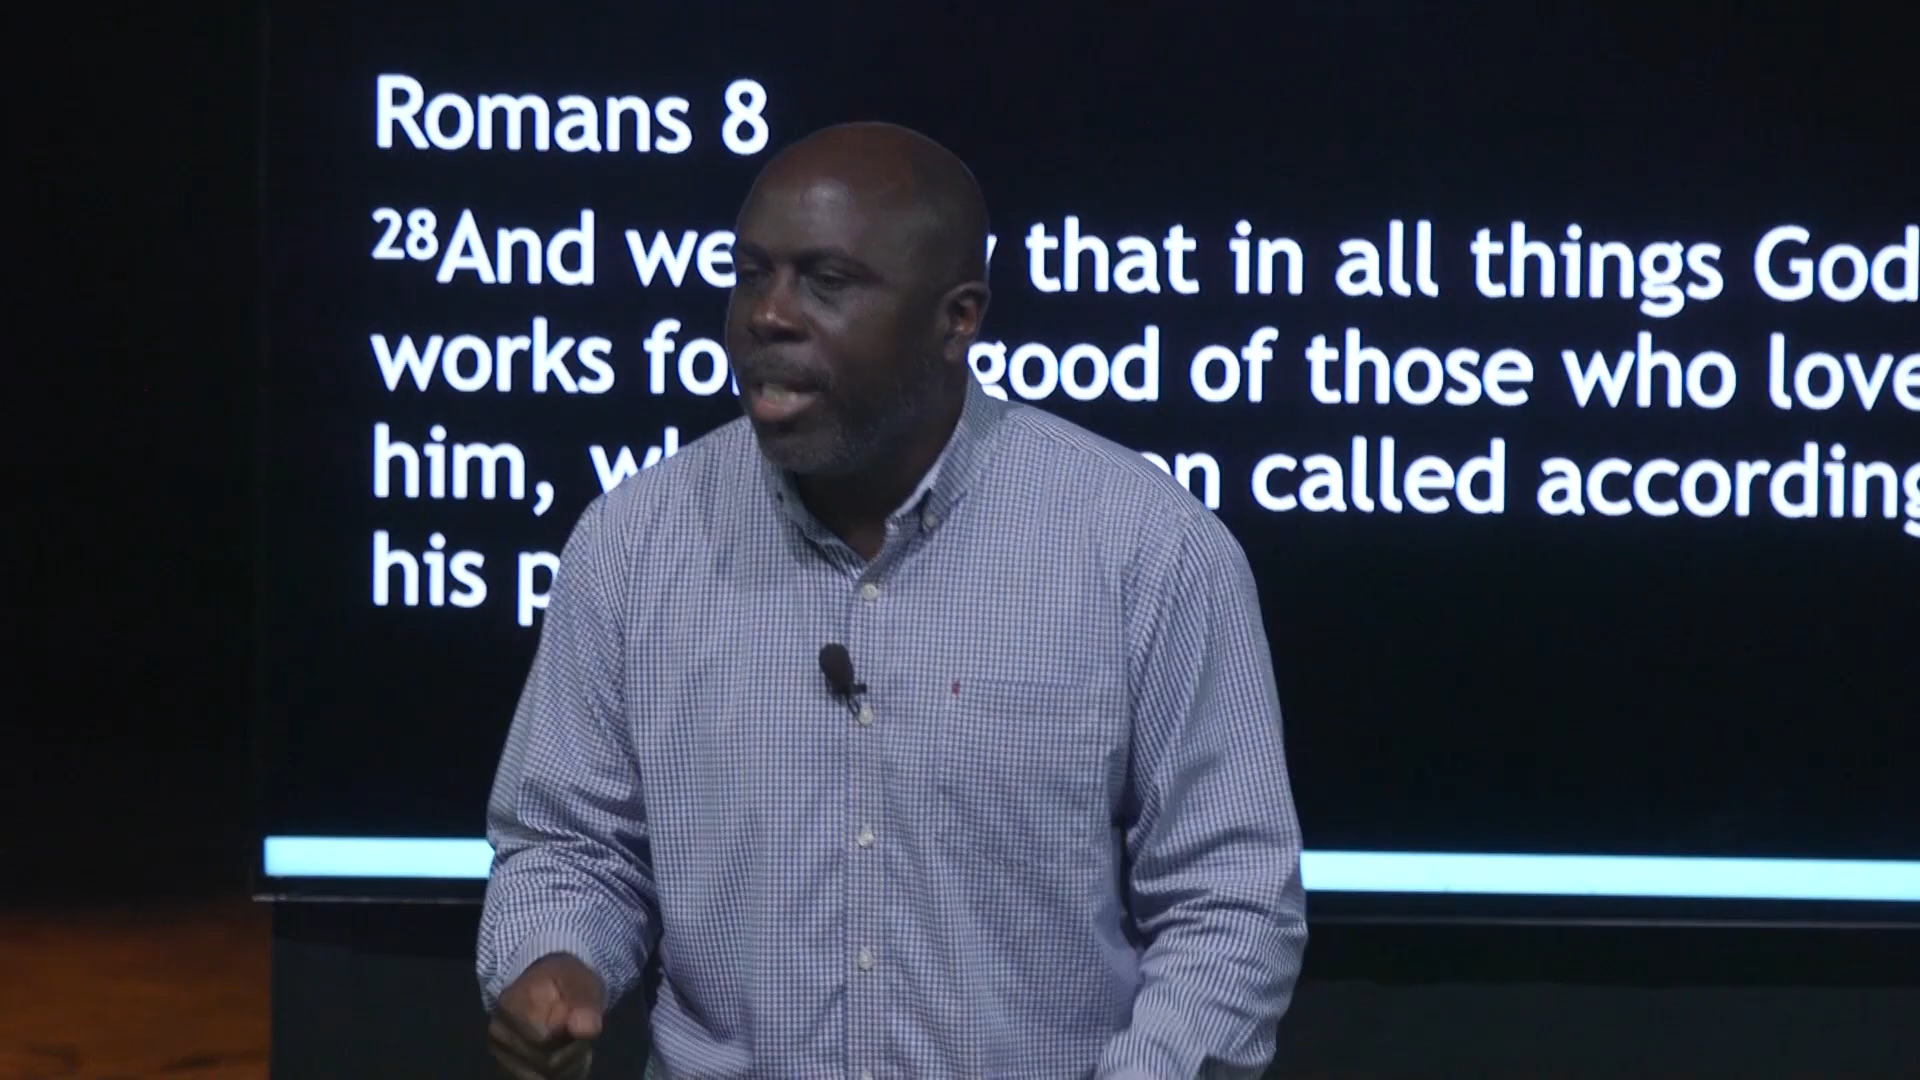 Romans 8
28And we that in all things God
works good of those who love
him, called according
his